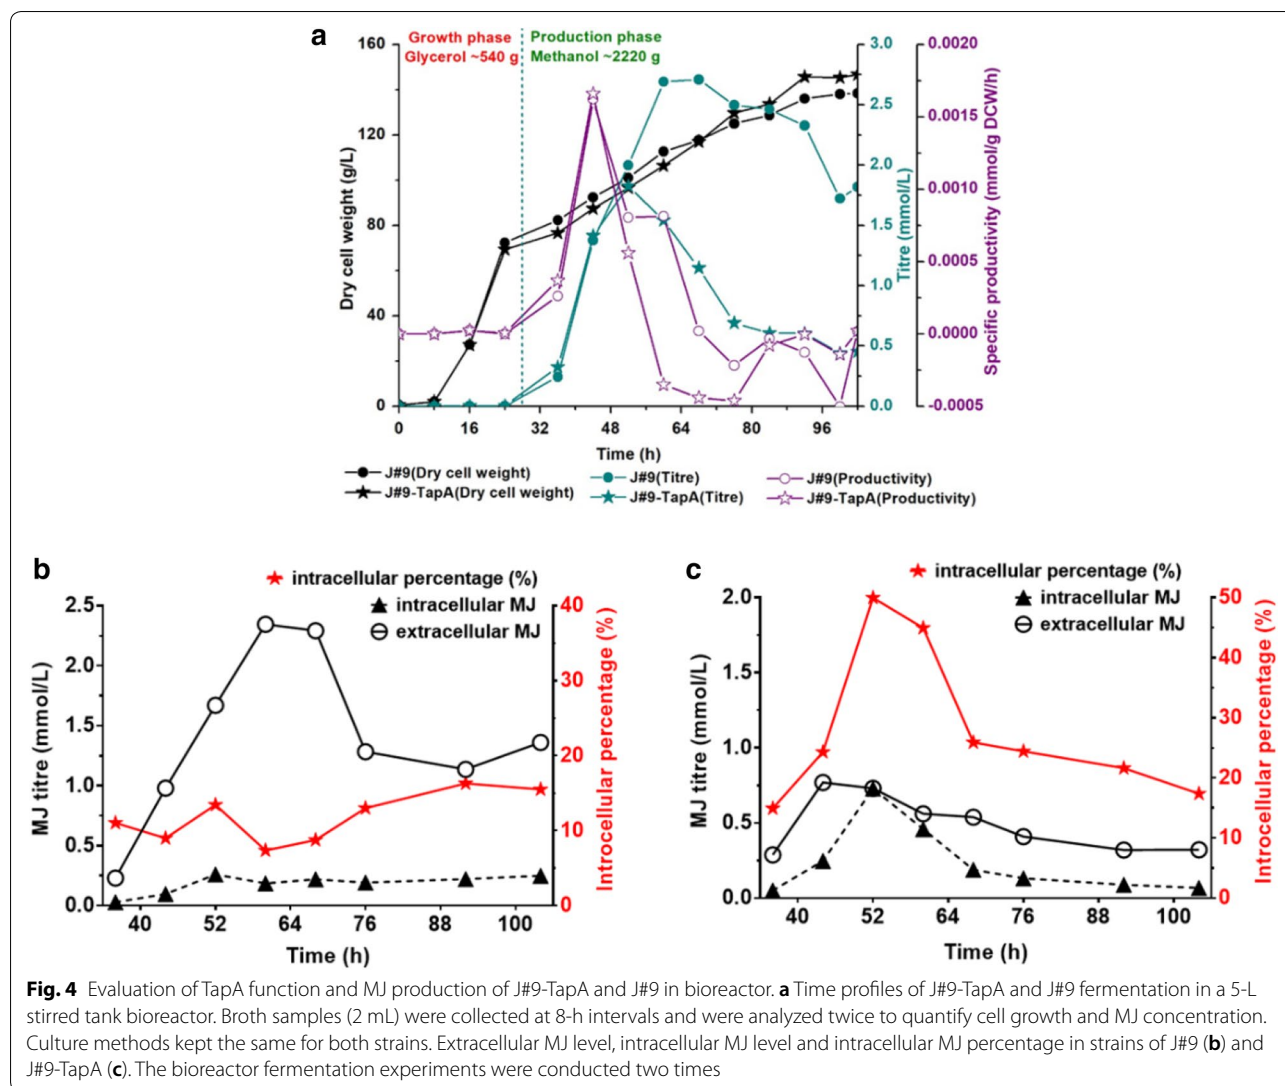 a
Growth phase
Glycerol ~540 g
Production phase
Methanol ~2220 g
160
120
80
40
0
Dry cell weight (g/L)
3.0
2.5
2.0
1.5
1.0
0.5
0.0
Titre (mmol/L)
0.0020
0.0015
0.0010
0.0005
0.0000
-0.0005
Specific productivity (mmol/g DCW/h)
0 16 32 48 64 80 96
Time (h)
J#9(Dry cell weight) J#9(Titre) J#9(Productivity)
J#9-TapA(Dry cell weight) J#9-TapA(Titre) J#9-TapA(Productivity)
b
intracellular percentage (%)
intracellular MJ
extracellular MJ
2.5
2.0
1.5
1.0
0.5
0.0
MJ titre (mmol/L)
40
30
20
10
0
Introcellular percentage (%)
40 52 64 76 88 100
Time (h)
c
intracellular percentage (%)
intracellular MJ
extracellular MJ
2.0
1.5
1.0
0.5
0.0
MJ titre (mmol/L)
50
40
30
20
10
0
Introcellular percentage (%)
40 52 64 76 88 100
Time (h)
Fig. 4 Evaluation of TapA function and MJ production of J#9-TapA and J#9 in bioreactor. a Time profiles of J#9-TapA and J#9 fermentation in a 5-L
stirred tank bioreactor. Broth samples (2 mL) were collected at 8-h intervals and were analyzed twice to quantify cell growth and MJ concentration.
Culture methods kept the same for both strains. Extracellular MJ level, intracellular MJ level and intracellular MJ percentage in strains of J#9 (b) and
J#9-TapA (c). The bioreactor fermentation experiments were conducted two times